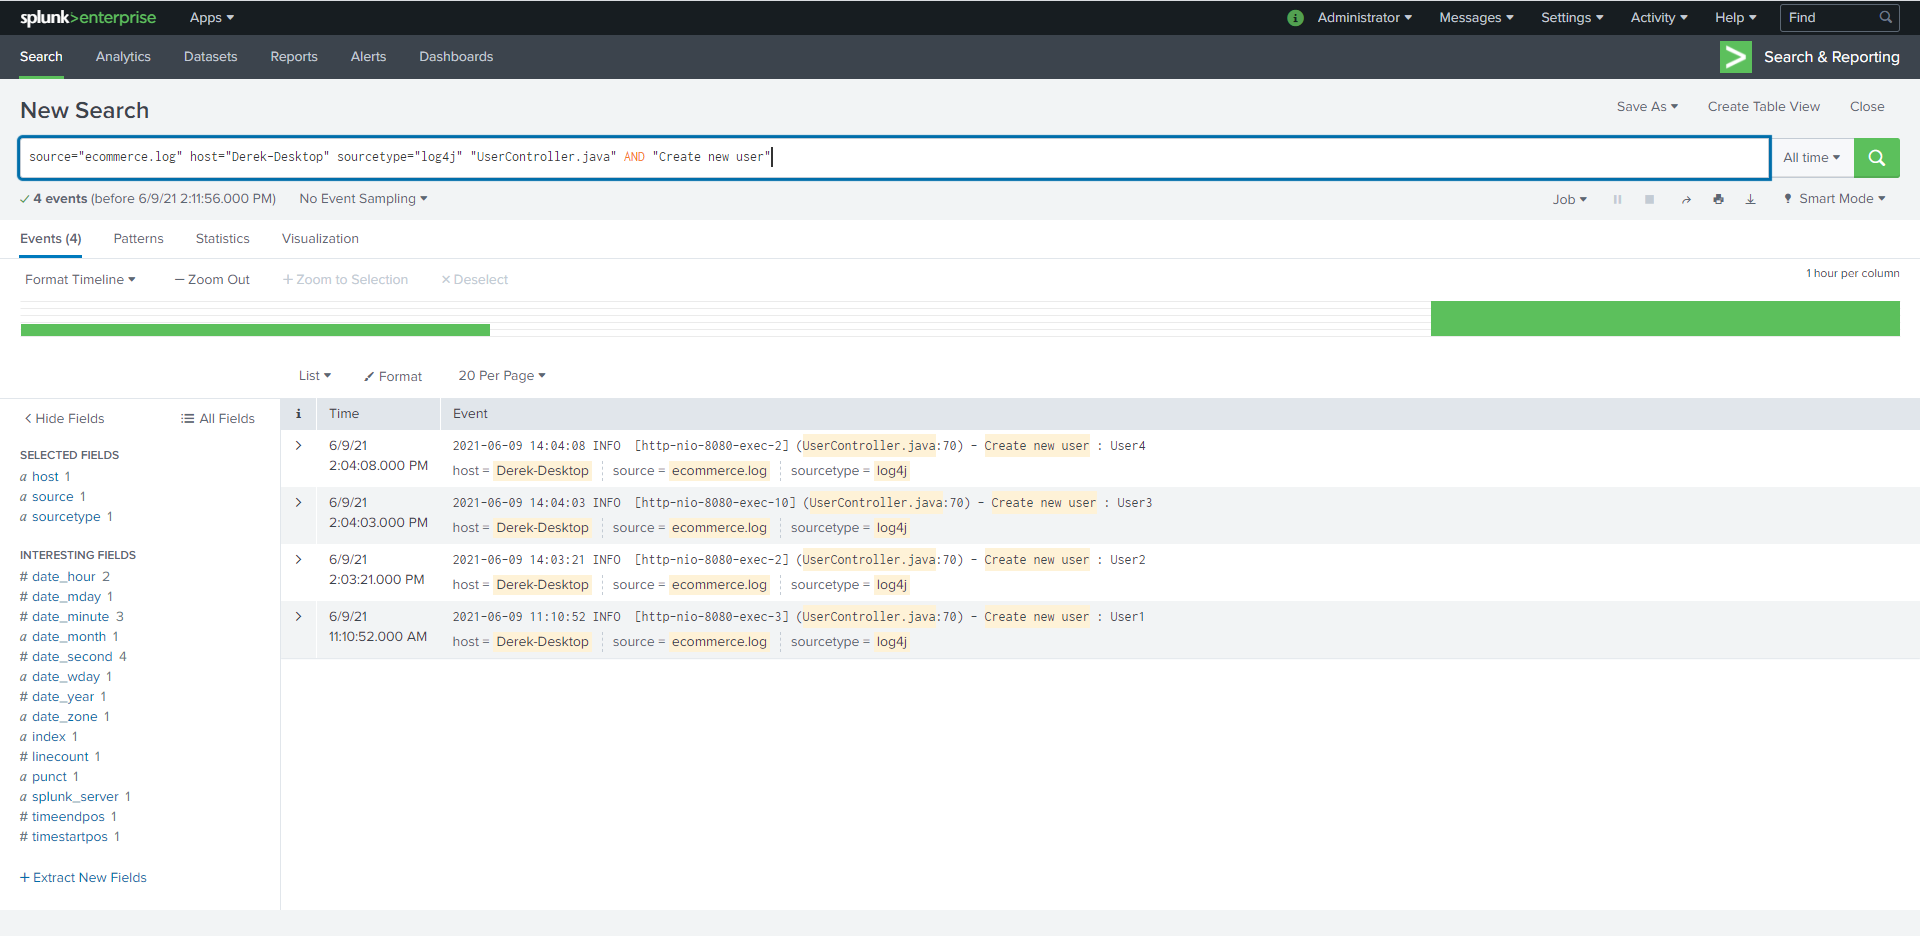 splunk>enterprise Apps Administrator Messages Settings Activity Help Find
Search Analytics Datasets Reports Alerts Dashboards Search & Reporting
New Search Save As Create Table View Close
source="ecommerce.log" host="Derek-Desktop" sourcetype="log4j" "UserController.java" AND "Create new user" All time
4 events (before 6/9/21 2:11:56.000 PM) No Event Sampling Job Smart Mode
Events (4) Patterns Statistics Visualization
Format Timeline — Zoom Out + Zoom to Selection × Deselect 1 hour per column
List Format 20 Per Page
< Hide Fields All Fields
SELECTED FIELDS
a host 1
a source 1
a sourcetype 1
INTERESTING FIELDS
# date_hour 2
# date_mday 1
# date_minute 3
a date_month 1
# date_second 4
a date_wday 1
# date_year 1
a date_zone 1
a index 1
# linecount 1
a punct 1
a splunk_server 1
# timeendpos 1
# timestartpos 1
+ Extract New Fields
i Time Event
> 6/9/21 2021-06-09 14:04:08 INFO [http-nio-8080-exec-2] (UserController.java:70) - Create new user : User4
2:04:08.000 PM host = Derek-Desktop source = ecommerce.log sourcetype = log4j
> 6/9/21 2021-06-09 14:04:03 INFO [http-nio-8080-exec-10] (UserController.java:70) - Create new user : User3
2:04:03.000 PM host = Derek-Desktop source = ecommerce.log sourcetype = log4j
> 6/9/21 2021-06-09 14:03:21 INFO [http-nio-8080-exec-2] (UserController.java:70) - Create new user : User2
2:03:21.000 PM host = Derek-Desktop source = ecommerce.log sourcetype = log4j
> 6/9/21 2021-06-09 11:10:52 INFO [http-nio-8080-exec-3] (UserController.java:70) - Create new user : User1
11:10:52.000 AM host = Derek-Desktop source = ecommerce.log sourcetype = log4j